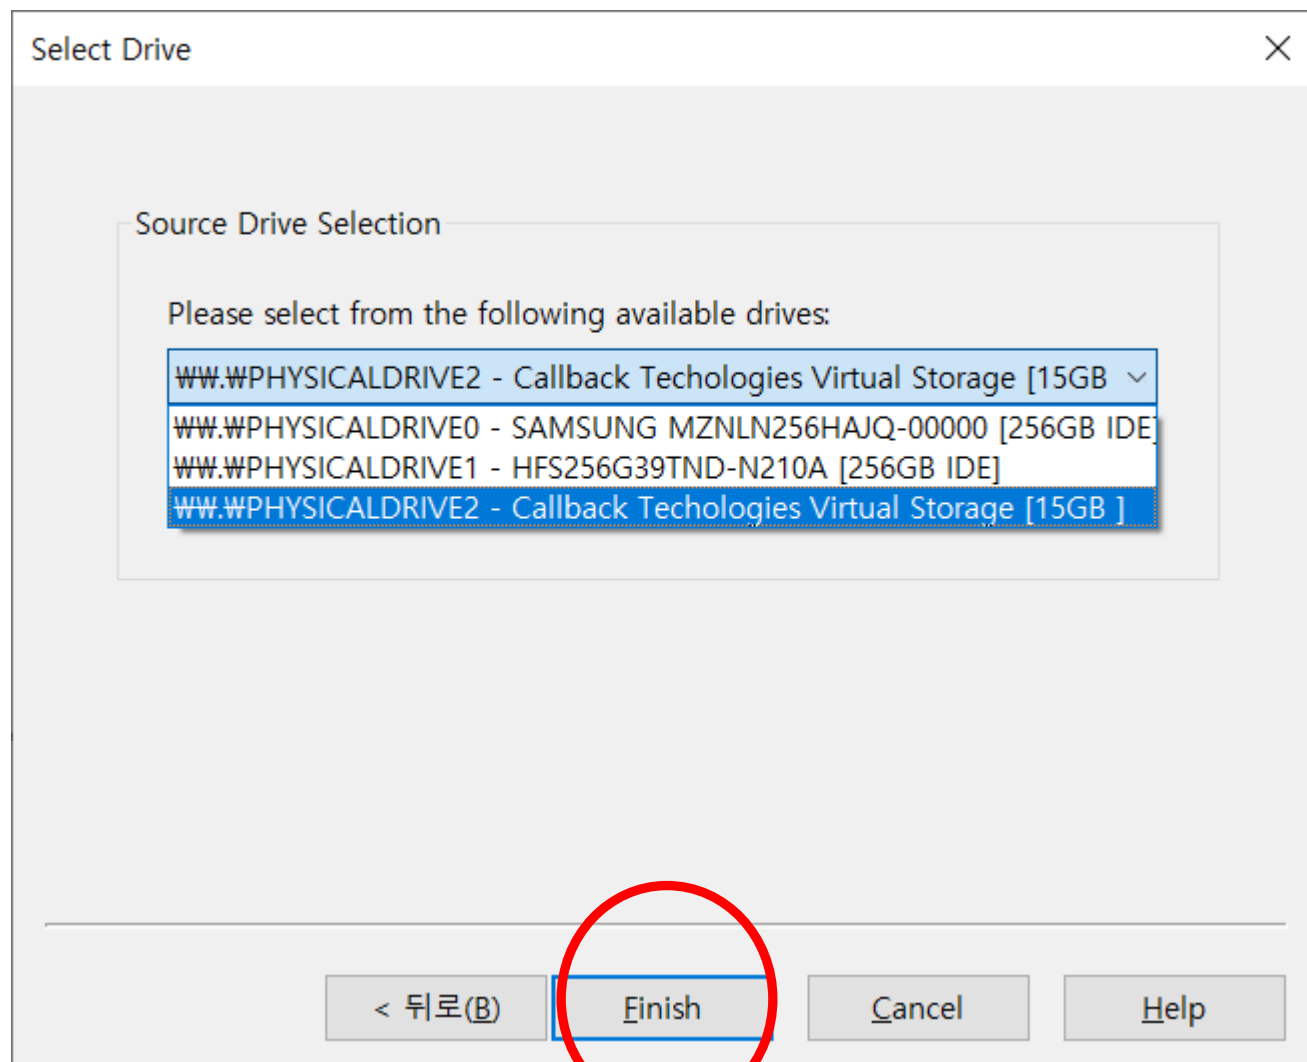 Select Drive
Source Drive Selection
Please select from the following available drives:
₩₩.₩PHYSICALDRIVE2 - Callback Techologies Virtual Storage [15GB
₩₩.₩PHYSICALDRIVE0 - SAMSUNG MZNLN256HAJQ-00000 [256GB IDE]
₩₩.₩PHYSICALDRIVE1 - HFS256G39TND-N210A [256GB IDE]
₩₩.₩PHYSICALDRIVE2 - Callback Techologies Virtual Storage [15GB ]
< 뒤로(B) Finish Cancel Help